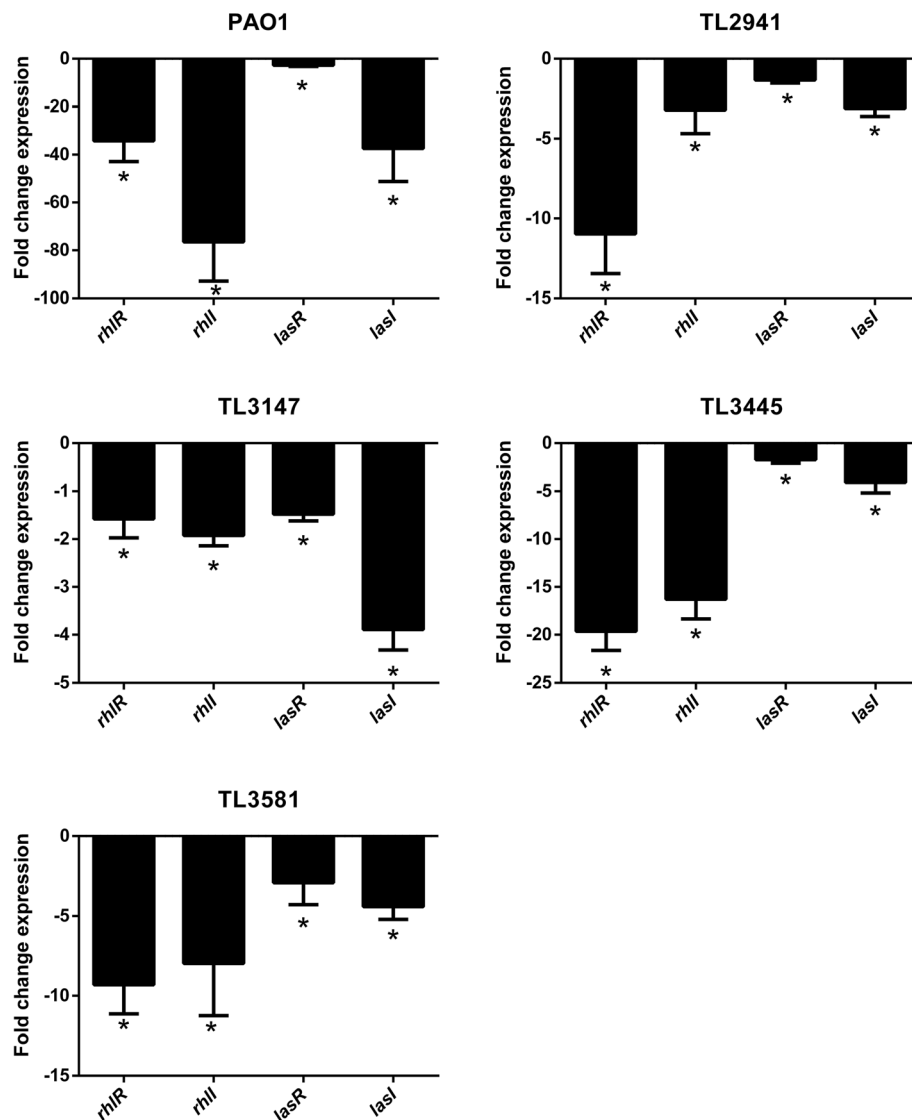 PAO1
Fold change expression
0
-20
-40
-60
-80
-100
*
*
*
*
rhlR
rhlI
lasR
lasI
TL2941
Fold change expression
0
-5
-10
-15
*
*
*
*
rhlR
rhlI
lasR
lasI
TL3147
Fold change expression
0
-1
-2
-3
-4
-5
*
*
*
*
rhlR
rhlI
lasR
lasI
TL3445
Fold change expression
0
-5
-10
-15
-20
-25
*
*
*
*
rhlR
rhlI
lasR
lasI
TL3581
Fold change expression
0
-5
-10
-15
*
*
*
*
rhlR
rhlI
lasR
lasI